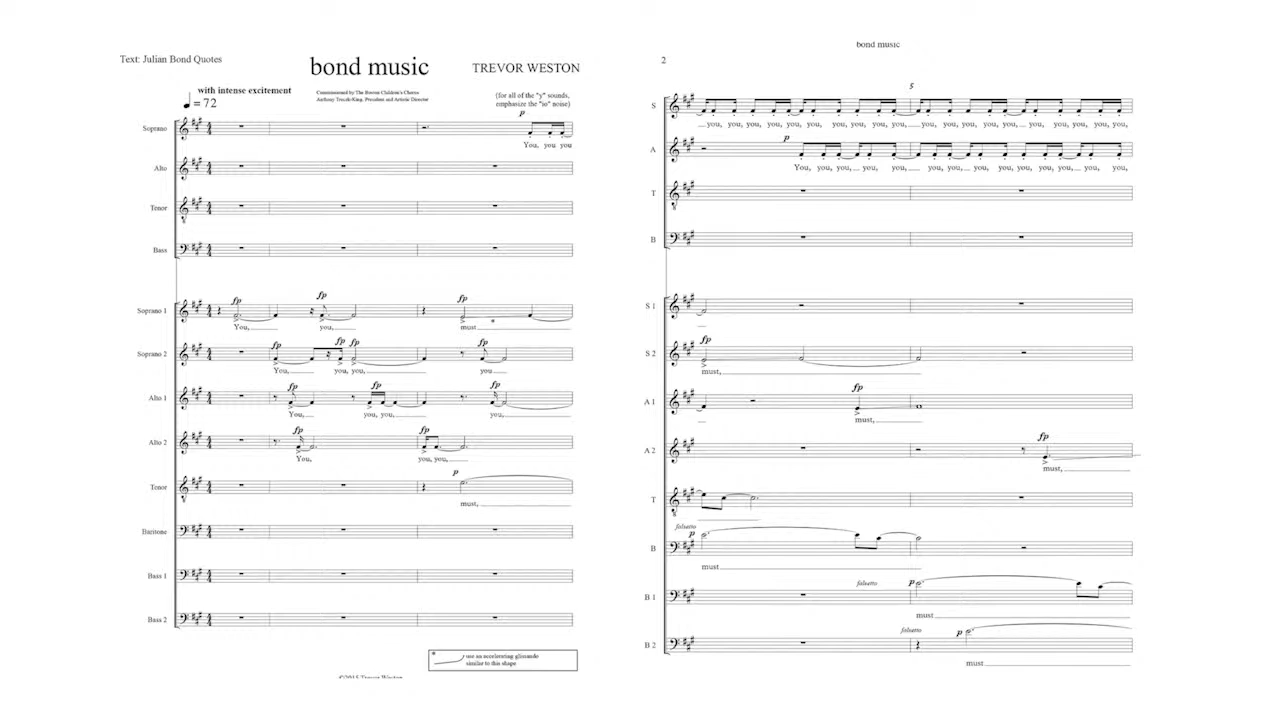 Text: Julian Bond Quotes
bond music
TREVOR WESTON
with intense excitement
= 72
Commissioned by The Boston Children's Chorus
Anthony Trecek-King, President and Artistic Director
(for all of the "y" sounds,
emphasize the "io" noise)
p
Soprano
You, you you
Alto
Tenor
Bass
fp fp fp
Soprano 1
You, you, must
fp fp fp fp
Soprano 2
You, you, you, you
fp fp fp
Alto 1
You, you, you, you,
fp fp
Alto 2
You, you, you,
p
Tenor
must,
Baritone
Bass 1
Bass 2
* use an accelerating glissando
similar to this shape
©2015 Trevor Weston
bond music
2
5
S
you, you, you, you, you, you, you, you, you, you, you, you, you, you, you, you, you, you,
p
A
You, you, you, you, you, you, you, you, you, you, you, you,
T
B
S 1
fp
S 2
must,
fp
A 1
must,
fp
A 2
must,
T
falsetto
p
B
must
falsetto p
B 1
must
falsetto p
B 2
must